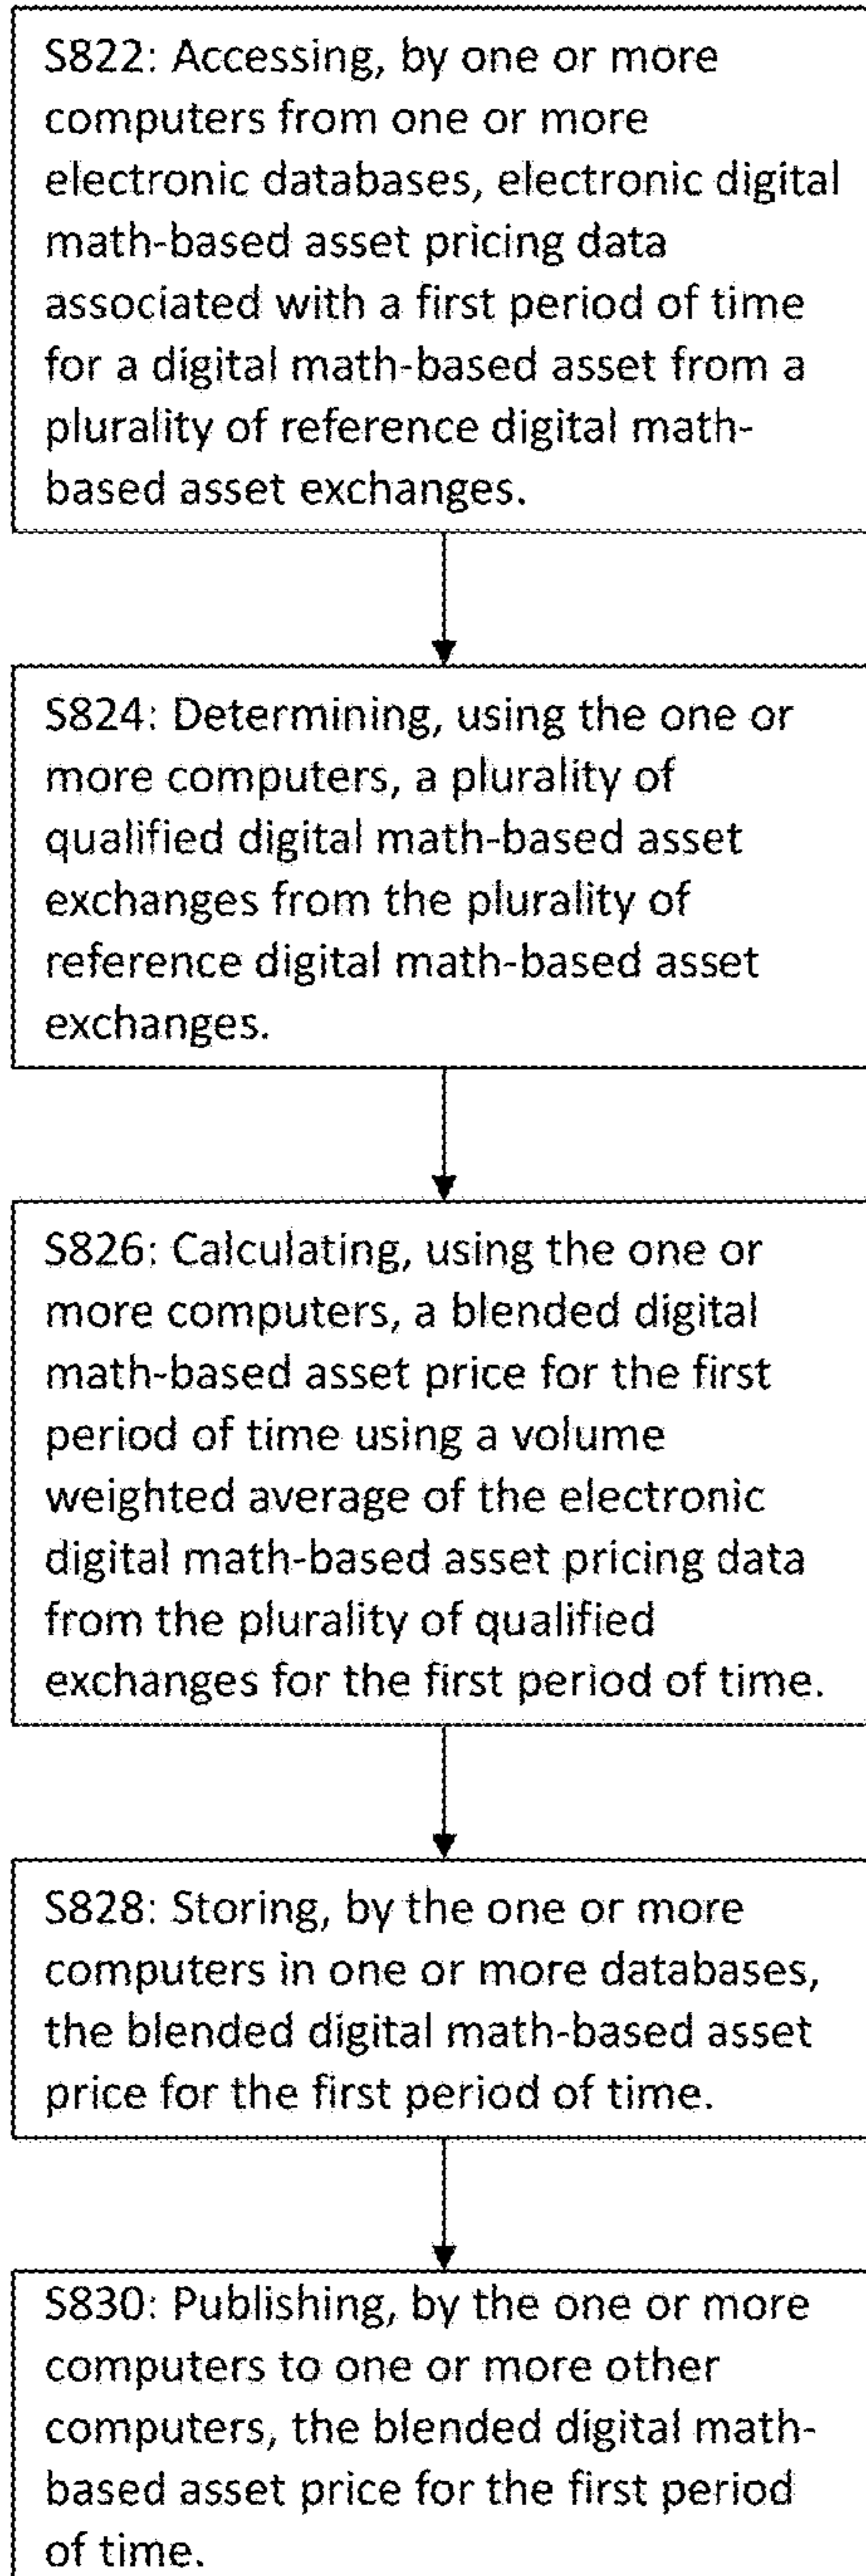 S822: Accessing, by one or more
computers from one or more
electronic databases, electronic digital
math-based asset pricing data
associated with a first period of time
for a digital math-based asset from a
plurality of reference digital math-
based asset exchanges.
S824: Determining, using the one or
more computers, a plurality of
qualified digital math-based asset
exchanges from the plurality of
reference digital math-based asset
exchanges.
S826: Calculating, using the one or
more computers, a blended digital
math-based asset price for the first
period of time using a volume
weighted average of the electronic
digital math-based asset pricing data
from the plurality of qualified
exchanges for the first period of time.
S828: Storing, by the one or more
computers in one or more databases,
the blended digital math-based asset
price for the first period of time.
S830: Publishing, by the one or more
computers to one or more other
computers, the blended digital math-
based asset price for the first period
of time.